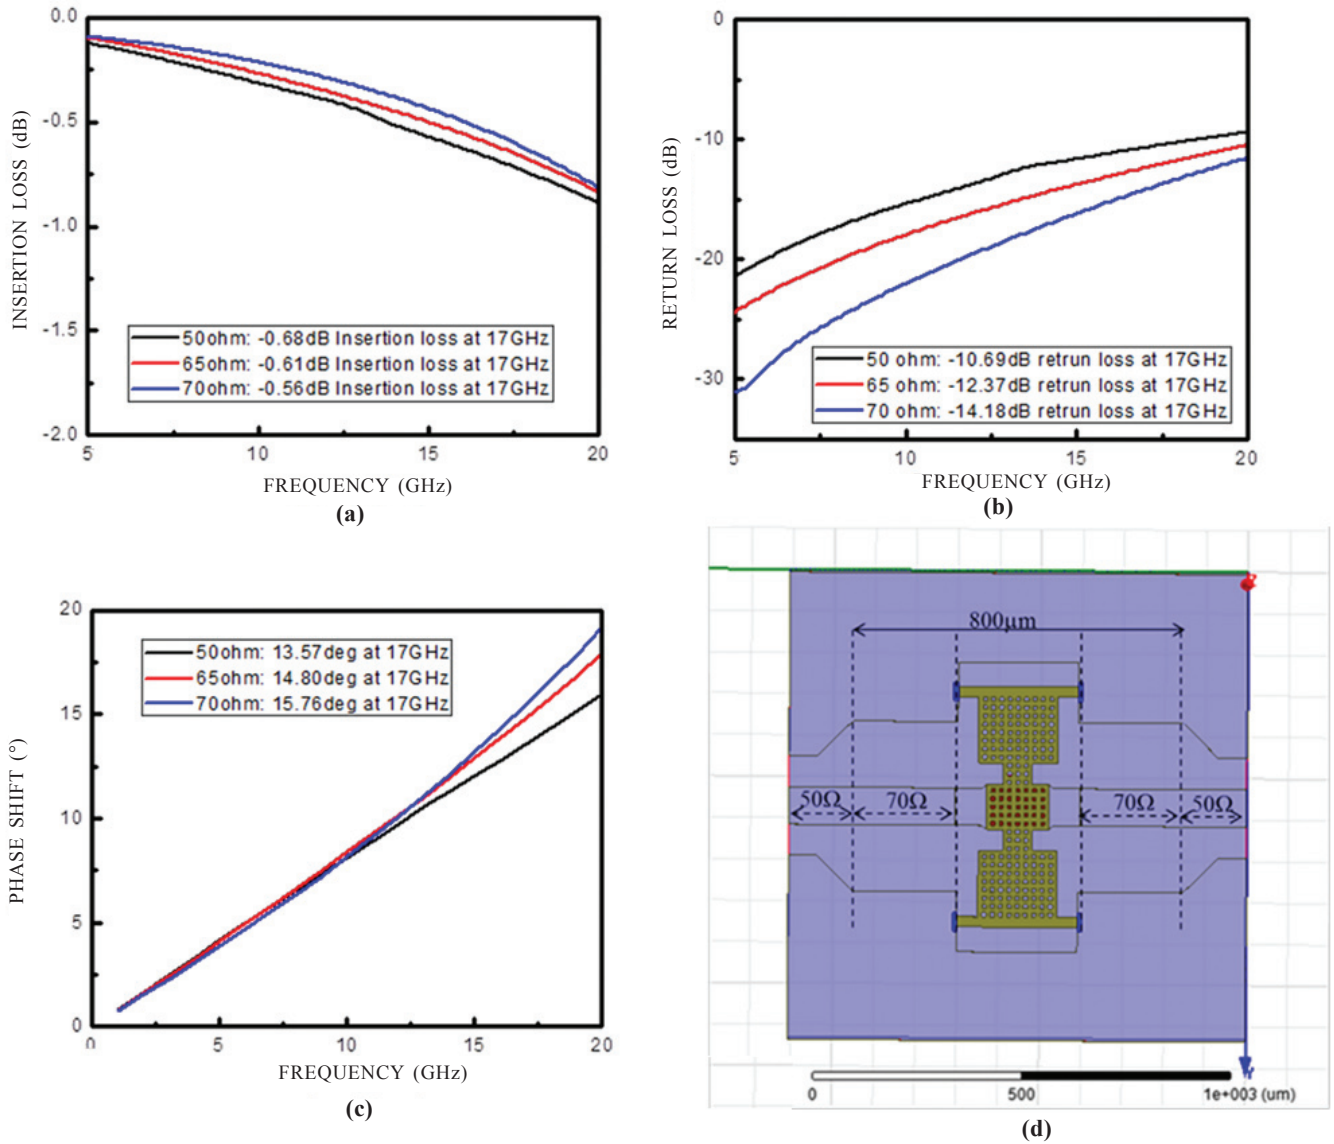 0.0
-0.5
-1.0
-1.5
-2.0
INSERTION LOSS (dB)
50ohm: -0.68dB Insertion loss at 17GHz
65ohm: -0.61dB Insertion loss at 17GHz
70ohm: -0.56dB Insertion loss at 17GHz
5 10 15 20
FREQUENCY (GHz)
(a)
0
-10
-20
-30
RETURN LOSS (dB)
50 ohm: -10.69dB retrun loss at 17GHz
65 ohm: -12.37dB retrun loss at 17GHz
70 ohm: -14.18dB retrun loss at 17GHz
5 10 15 20
FREQUENCY (GHz)
(b)
20
15
10
5
0
PHASE SHIFT (°)
50ohm: 13.57deg at 17GHz
65ohm: 14.80deg at 17GHz
70ohm: 15.76deg at 17GHz
0 5 10 15 20
FREQUENCY (GHz)
(c)
800μm
50Ω 70Ω 70Ω 50Ω
0 500 1e+003 (um)
(d)